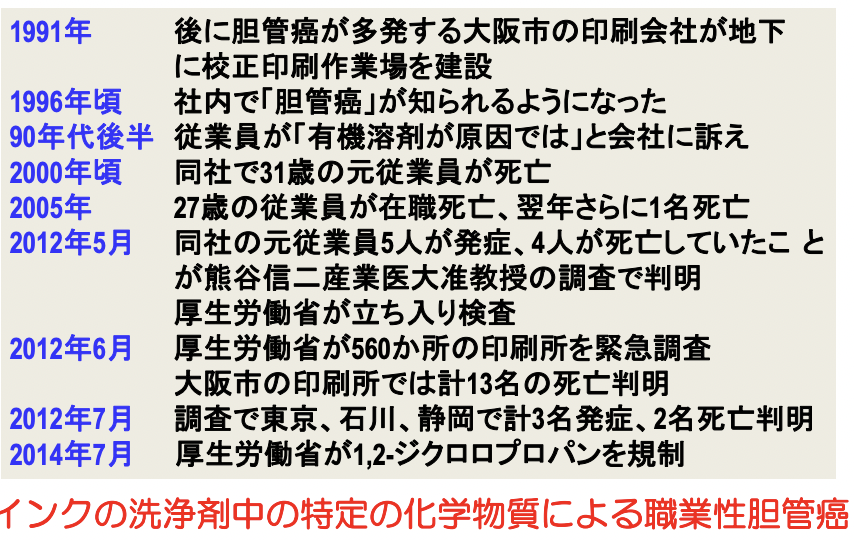 1991年 後に胆管癌が多発する大阪市の印刷会社が地下
に校正印刷作業場を建設
1996年頃 社内で｢胆管癌｣が知られるようになった
90年代後半 従業員が｢有機溶剤が原因では｣と会社に訴え
2000年頃 同社で31歳の元従業員が死亡
2005年 27歳の従業員が在職死亡、翌年さらに1名死亡
2012年5月 同社の元従業員5人が発症、4人が死亡していたこ と
が熊谷信二産業医大准教授の調査で判明
厚生労働省が立ち入り検査
2012年6月 厚生労働省が560か所の印刷所を緊急調査
大阪市の印刷所では計13名の死亡判明
2012年7月 調査で東京、石川、静岡で計3名発症、2名死亡判明
2014年7月 厚生労働省が1,2-ジクロロプロパンを規制
インクの洗浄剤中の特定の化学物質による職業性胆管癌